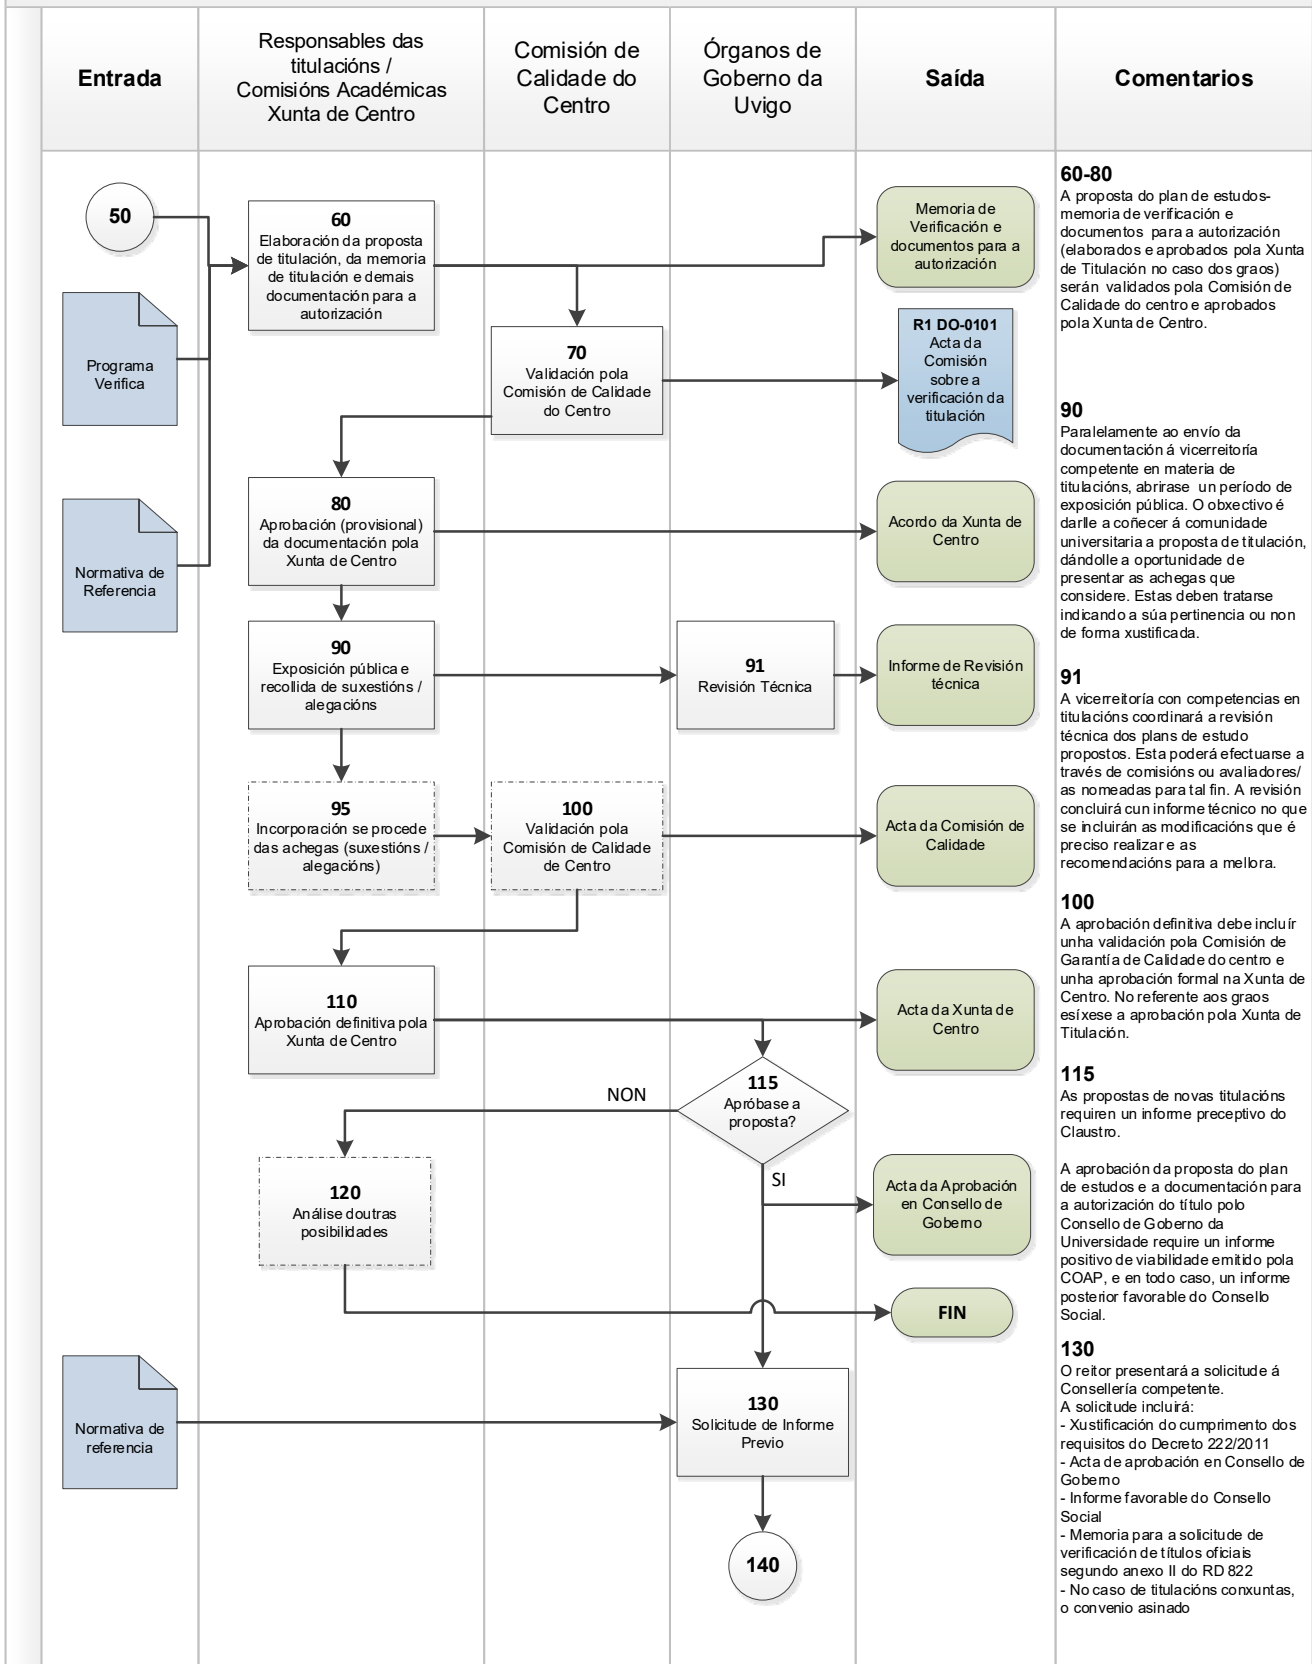 Entrada
Responsables das
titulacións /
Comisións Académicas
Xunta de Centro
Comisión de
Calidade do
Centro
Órganos de
Goberno da
Uvigo
Saída
Comentarios
50
Programa
Verifica
Normativa de
Referencia
60
Elaboración da proposta
de titulación, da memoria
de titulación e demais
documentación para a
autorización
Memoria de
Verificación e
documentos para a
autorización
70
Validación pola
Comisión de Calidade
do Centro
R1 DO-0101
Acta da
Comisión
sobre a
verificación da
titulación
80
Aprobación (provisional)
da documentación pola
Xunta de Centro
Acordo da Xunta de
Centro
90
Exposición pública e
recollida de suxestións /
alegacións
91
Revisión Técnica
Informe de Revisión
técnica
95
Incorporación se procede
das achegas (suxestións /
alegacións)
100
Validación pola
Comisión de Calidade
de Centro
Acta da Comisión de
Calidade
110
Aprobación definitiva pola
Xunta de Centro
Acta da Xunta de
Centro
115
Apróbase a
proposta?
NON
SI
120
Análise doutras
posibilidades
Acta da Aprobación
en Consello de
Goberno
FIN
Normativa de
referencia
130
Solicitude de Informe
Previo
140
60-80
A proposta do plan de estudos-
memoria de verificación e
documentos para a autorización
(elaborados e aprobados pola Xunta
de Titulación no caso dos graos)
serán validados pola Comisión de
Calidade do centro e aprobados
pola Xunta de Centro.
90
Paralelamente ao envío da
documentación á vicerreitoría
competente en materia de
titulacións, abrirase un período de
exposición pública. O obxectivo é
darlle a coñecer á comunidade
universitaria a proposta de titulación,
dándolle a oportunidade de
presentar as achegas que
considere. Estas deben tratarse
indicando a súa pertinencia ou non
de forma xustificada.
91
A vicerreitoría con competencias en
titulacións coordinará a revisión
técnica dos plans de estudo
propostos. Esta poderá efectuarse a
través de comisións ou avaliadores/
as nomeadas para tal fin. A revisión
concluirá cun informe técnico no que
se incluirán as modificacións que é
preciso realizar e as
recomendacións para a mellora.
100
A aprobación definitiva debe incluír
unha validación pola Comisión de
Garantía de Calidade do centro e
unha aprobación formal na Xunta de
Centro. No referente aos graos
esíxese a aprobación pola Xunta de
Titulación.
115
As propostas de novas titulacións
requiren un informe preceptivo do
Claustro.
A aprobación da proposta do plan
de estudos e a documentación para
a autorización do título polo
Consello de Goberno da
Universidade require un informe
positivo de viabilidade emitido pola
COAP, e en todo caso, un informe
posterior favorable do Consello
Social.
130
O reitor presentará a solicitude á
Consellería competente.
A solicitude incluirá:
- Xustificación do cumprimento dos
requisitos do Decreto 222/2011
- Acta de aprobación en Consello de
Goberno
- Informe favorable do Consello
Social
- Memoria para a solicitude de
verificación de títulos oficiais
segundo anexo II do RD 822
- No caso de titulacións conxuntas,
o convenio asinado